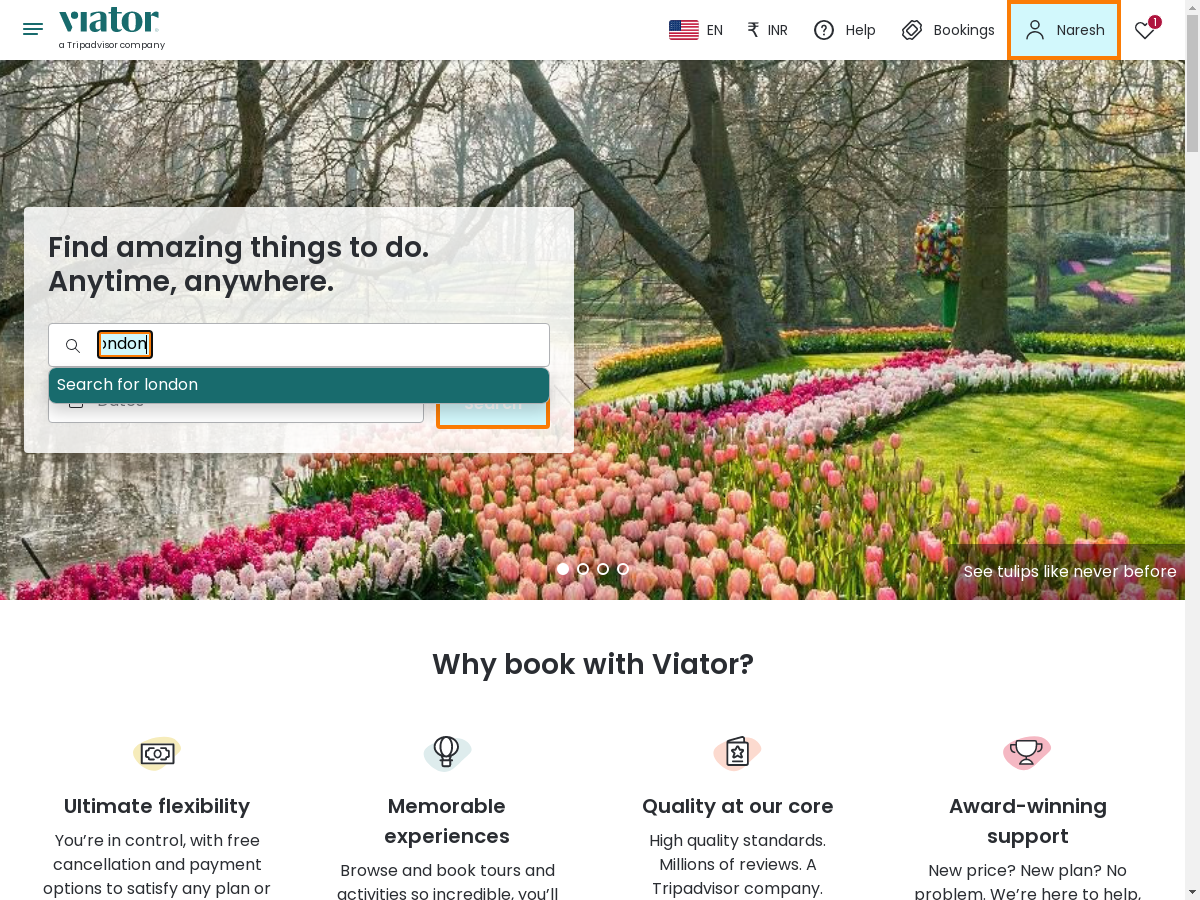 viator
a Tripadvisor company
EN
₹ INR
Help
Bookings
Naresh
1
Find amazing things to do.
Anytime, anywhere.
ondon
Search for london
Dates
Search
See tulips like never before
Why book with Viator?
Ultimate flexibility
You’re in control, with free
cancellation and payment
options to satisfy any plan or
Memorable
experiences
Browse and book tours and
activities so incredible, you’ll
Quality at our core
High quality standards.
Millions of reviews. A
Tripadvisor company.
Award-winning
support
New price? New plan? No
problem. We’re here to help,